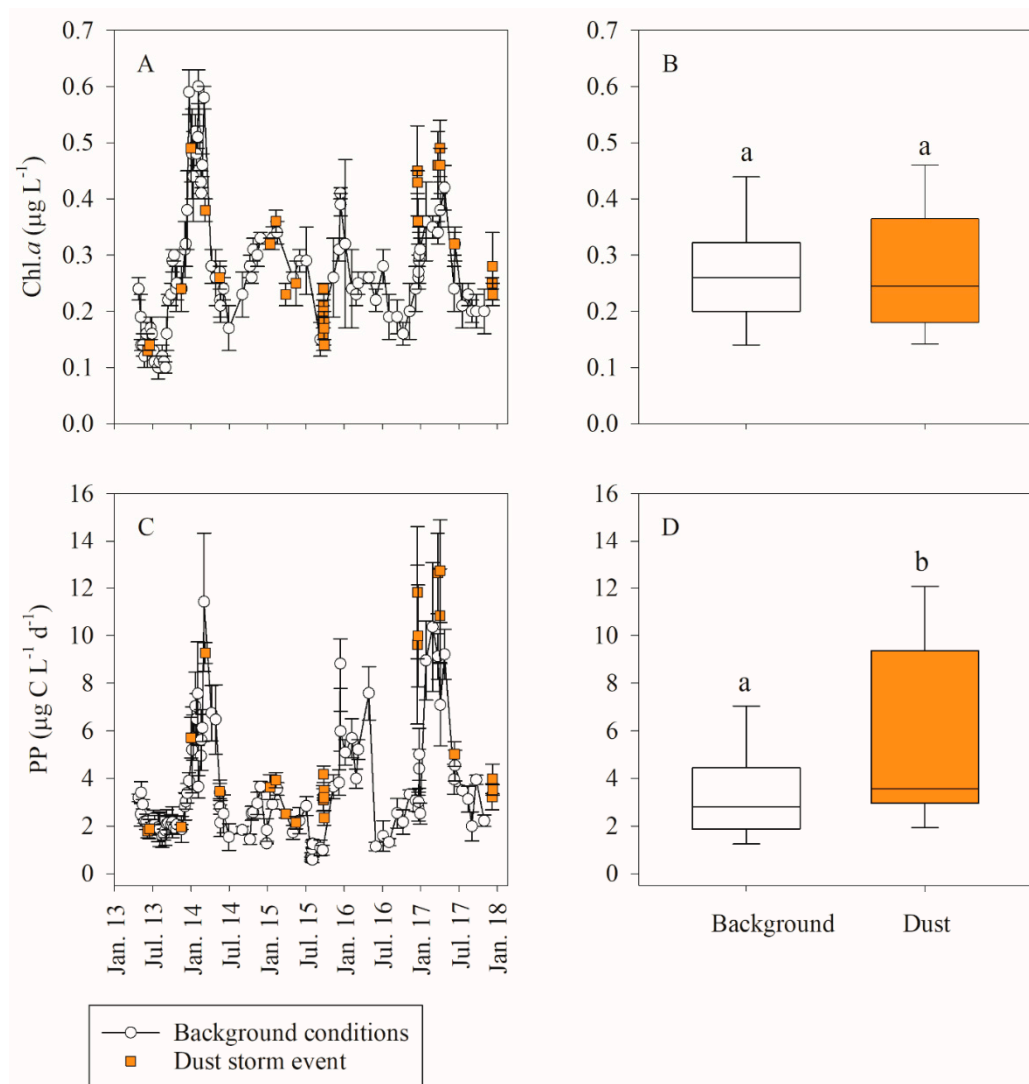 A
Chl.a (µg L⁻¹)
0.7
0.6
0.5
0.4
0.3
0.2
0.1
0.0
B
a
a
0.7
0.6
0.5
0.4
0.3
0.2
0.1
0.0
C
PP (µg C L⁻¹ d⁻¹)
16
14
12
10
8
6
4
2
0
Jan. 13
Jul. 13
Jan. 14
Jul. 14
Jan. 15
Jul. 15
Jan. 16
Jul. 16
Jan. 17
Jul. 17
Jan. 18
D
a
b
16
14
12
10
8
6
4
2
0
Background
Dust
Background conditions
Dust storm event